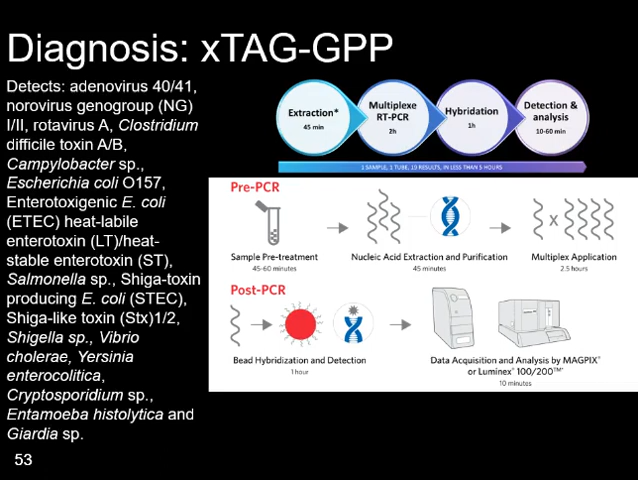 Diagnosis: xTAG-GPP
Detects: adenovirus 40/41,
norovirus genogroup (NG)
I/II, rotavirus A, Clostridium
difficile toxin A/B,
Campylobacter sp.,
Escherichia coli O157,
Enterotoxigenic E. coli
(ETEC) heat-labile
enterotoxin (LT)/heat-
stable enterotoxin (ST),
Salmonella sp., Shiga-toxin
producing E. coli (STEC),
Shiga-like toxin (Stx)1/2,
Shigella sp., Vibrio
cholerae, Yersinia
enterocolitica,
Cryptosporidium sp.,
Entamoeba histolytica and
Giardia sp.
53
Extraction*
45 min
Multiplexe
RT-PCR
2h
Hybridation
1h
Detection &
analysis
10-60 min
1 SAMPLE, 1 TUBE, 19 RESULTS, IN LESS THAN 5 HOURS
Pre-PCR
Sample Pre-treatment
45-60 minutes
Nucleic Acid Extraction and Purification
45 minutes
X
Multiplex Application
2.5 hours
Post-PCR
Bead Hybridization and Detection
1 hour
Data Acquisition and Analysis by MAGPIX®
or Luminex® 100/200™*
10 minutes